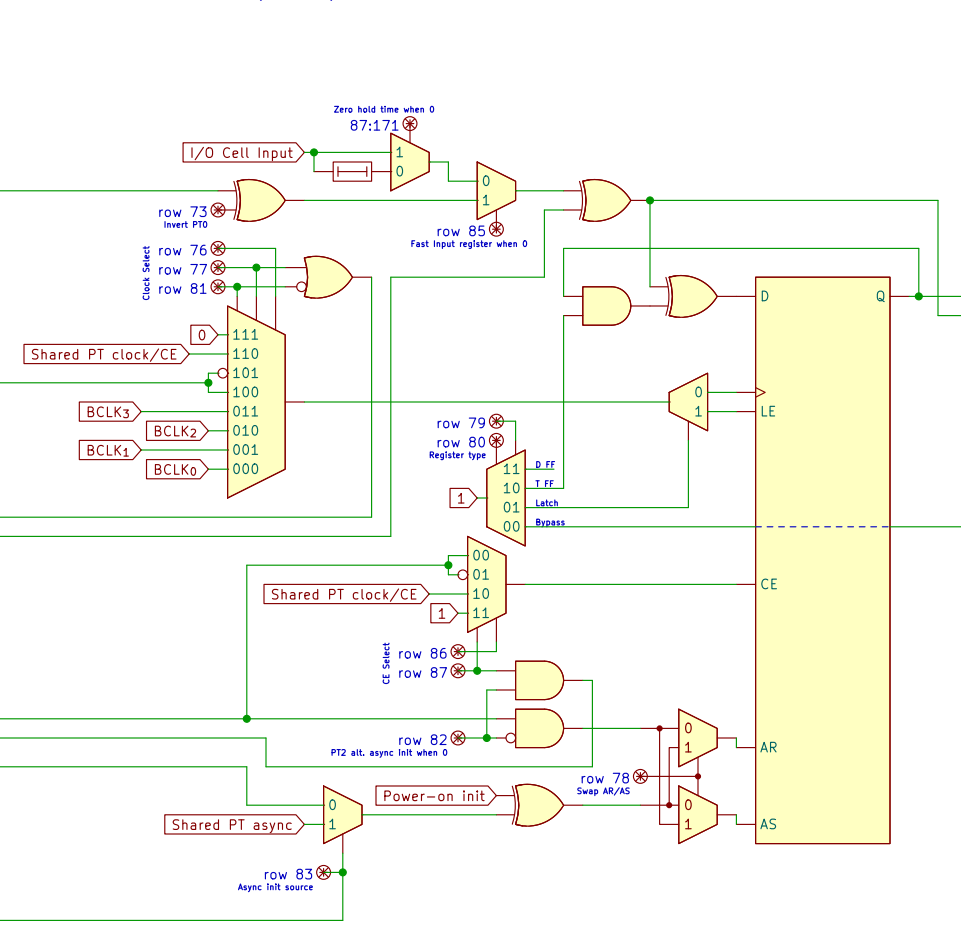 Zero hold time when 0
87:171
I/O Cell Input
1
0
0
1
row 73
Invert PT0
row 85
Fast Input register when 0
Clock Select
row 76
row 77
row 81
D
Q
0
111
Shared PT clock/CE
110
101
100
BCLK3
011
BCLK2
010
BCLK1
001
BCLK0
000
0
1
LE
row 79
row 80
Register type
11
D FF
10
T FF
1
01
Latch
00
Bypass
00
01
Shared PT clock/CE
10
1
11
CE
CE Select
row 86
row 87
row 82
PT2 alt. async init when 0
0
1
AR
row 78
Swap AR/AS
Power-on init
0
1
AS
0
Shared PT async
1
row 83
Async init source